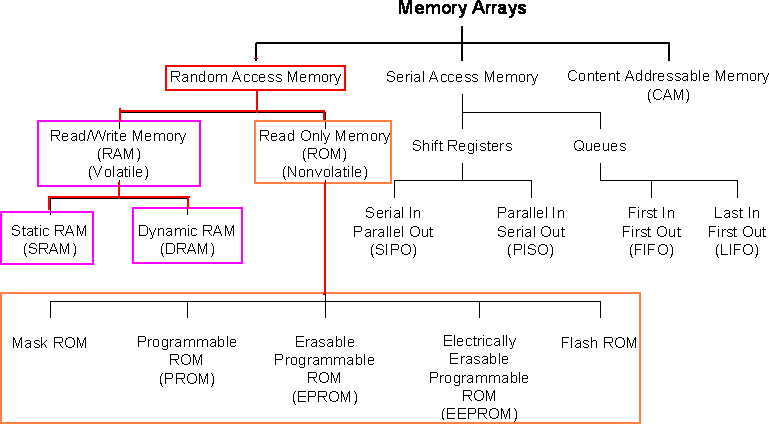 Memory Arrays
Random Access Memory
Serial Access Memory
Content Addressable Memory
(CAM)
Read/Write Memory
(RAM)
(Volatile)
Read Only Memory
(ROM)
(Nonvolatile)
Shift Registers
Queues
Static RAM
(SRAM)
Dynamic RAM
(DRAM)
Serial In
Parallel Out
(SIPO)
Parallel In
Serial Out
(PISO)
First In
First Out
(FIFO)
Last In
First Out
(LIFO)
Mask ROM
Programmable
ROM
(PROM)
Erasable
Programmable
ROM
(EPROM)
Electrically
Erasable
Programmable
ROM
(EEPROM)
Flash ROM